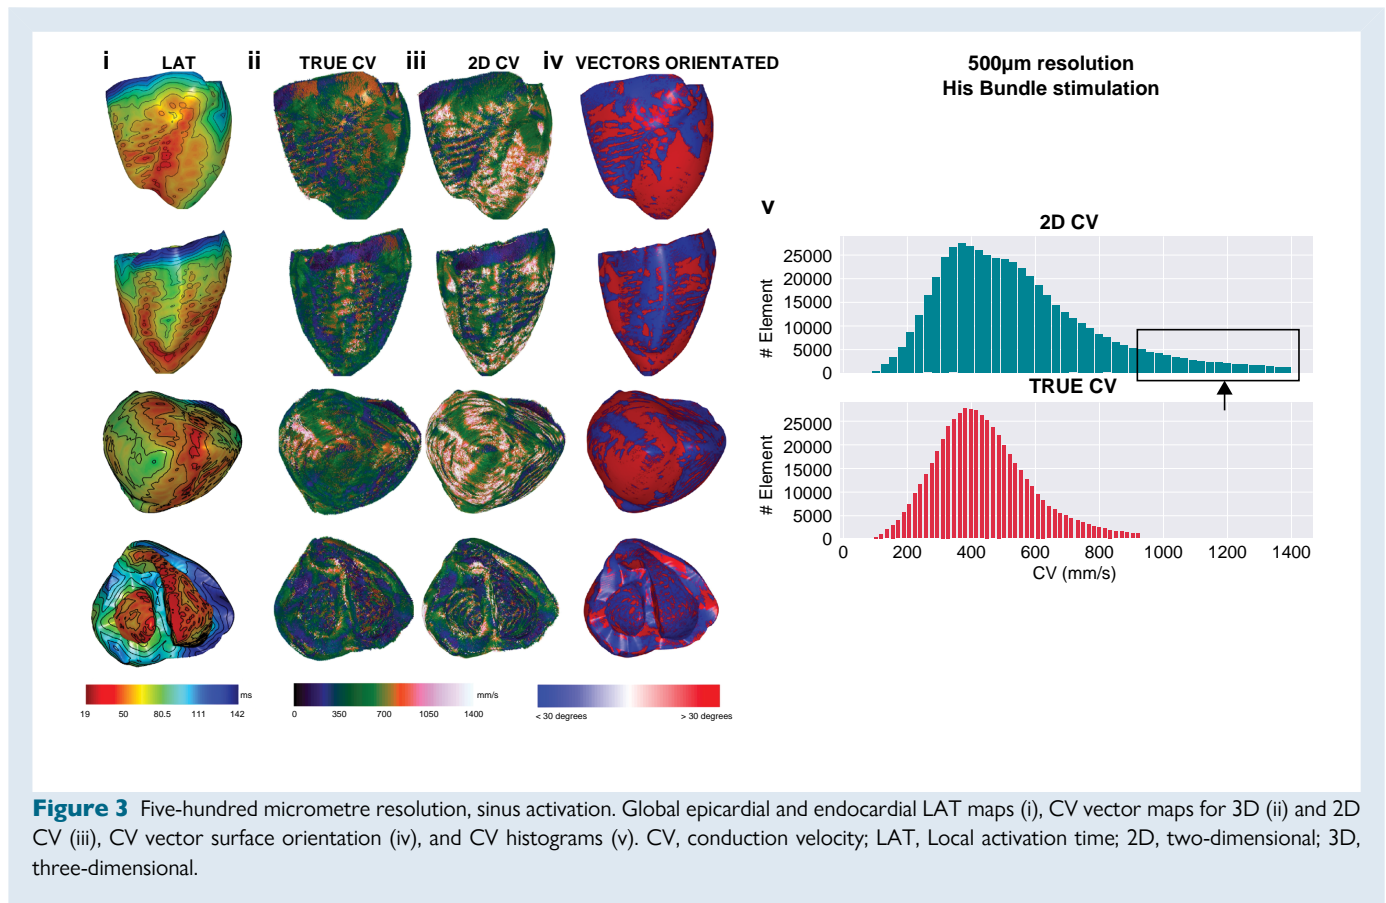 i LAT ii TRUE CV iii 2D CV iv VECTORS ORIENTATED
500µm resolution
His Bundle stimulation
ms
19 50 80.5 111 142
mm/s
0 350 700 1050 1400
< 30 degrees > 30 degrees
v
2D CV
# Element
25000
20000
15000
10000
5000
0
TRUE CV
# Element
25000
20000
15000
10000
5000
0
0 200 400 600 800 1000 1200 1400
CV (mm/s)
Figure 3 Five-hundred micrometre resolution, sinus activation. Global epicardial and endocardial LAT maps (i), CV vector maps for 3D (ii) and 2D
CV (iii), CV vector surface orientation (iv), and CV histograms (v). CV, conduction velocity; LAT, Local activation time; 2D, two-dimensional; 3D,
three-dimensional.